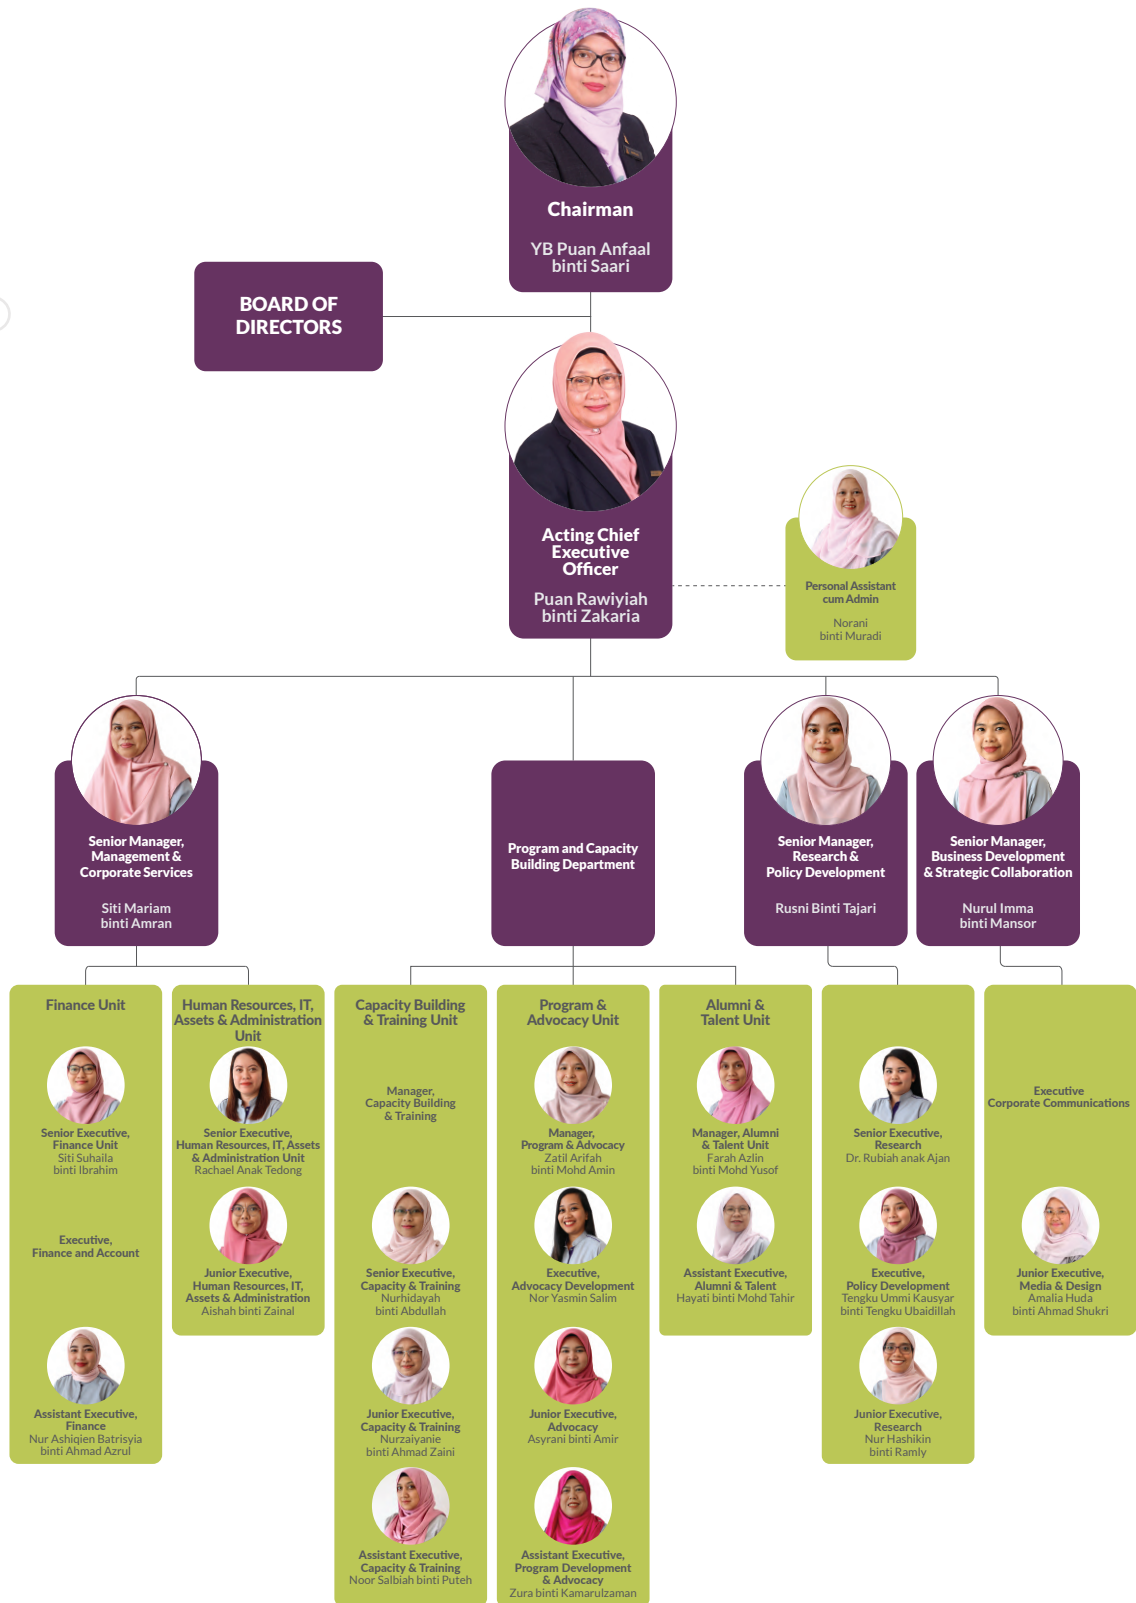 Chairman
YB Puan Anfaal
binti Saari
BOARD OF
DIRECTORS
Acting Chief
Executive
Officer
Puan Rawiyiah
binti Zakaria
Personal Assistant
cum Admin
Norani
binti Muradi
Senior Manager,
Management &
Corporate Services
Siti Mariam
binti Amran
Program and Capacity
Building Department
Senior Manager,
Research &
Policy Development
Rusni Binti Tajari
Senior Manager,
Business Development
& Strategic Collaboration
Nurul Imma
binti Mansor
Finance Unit
Senior Executive,
Finance Unit
Siti Suhaila
binti Ibrahim
Executive,
Finance and Account
Assistant Executive,
Finance
Nur Ashiqien Batrisyia
binti Ahmad Azrul
Human Resources, IT,
Assets & Administration
Unit
Senior Executive,
Human Resources, IT, Assets
& Administration Unit
Rachael Anak Tedong
Junior Executive,
Human Resources, IT,
Assets & Administration
Aishah binti Zainal
Capacity Building
& Training Unit
Manager,
Capacity Building
& Training
Senior Executive,
Capacity & Training
Nurhidayah
binti Abdullah
Junior Executive,
Capacity & Training
Nurzaiyanie
binti Ahmad Zaini
Assistant Executive,
Capacity & Training
Noor Salbiah binti Puteh
Program &
Advocacy Unit
Manager,
Program & Advocacy
Zatil Arifah
binti Mohd Amin
Executive,
Advocacy Development
Nor Yasmin Salim
Junior Executive,
Advocacy
Asyrani binti Amir
Assistant Executive,
Program Development
& Advocacy
Zura binti Kamarulzaman
Alumni &
Talent Unit
Manager, Alumni
& Talent Unit
Farah Azlin
binti Mohd Yusof
Assistant Executive,
Alumni & Talent
Hayati binti Mohd Tahir
Senior Executive,
Research
Dr. Rubiah anak Ajan
Executive,
Policy Development
Tengku Ummi Kausyar
binti Tengku Ubaidillah
Junior Executive,
Research
Nur Hashikin
binti Ramly
Executive
Corporate Communications
Junior Executive,
Media & Design
Amalia Huda
binti Ahmad Shukri